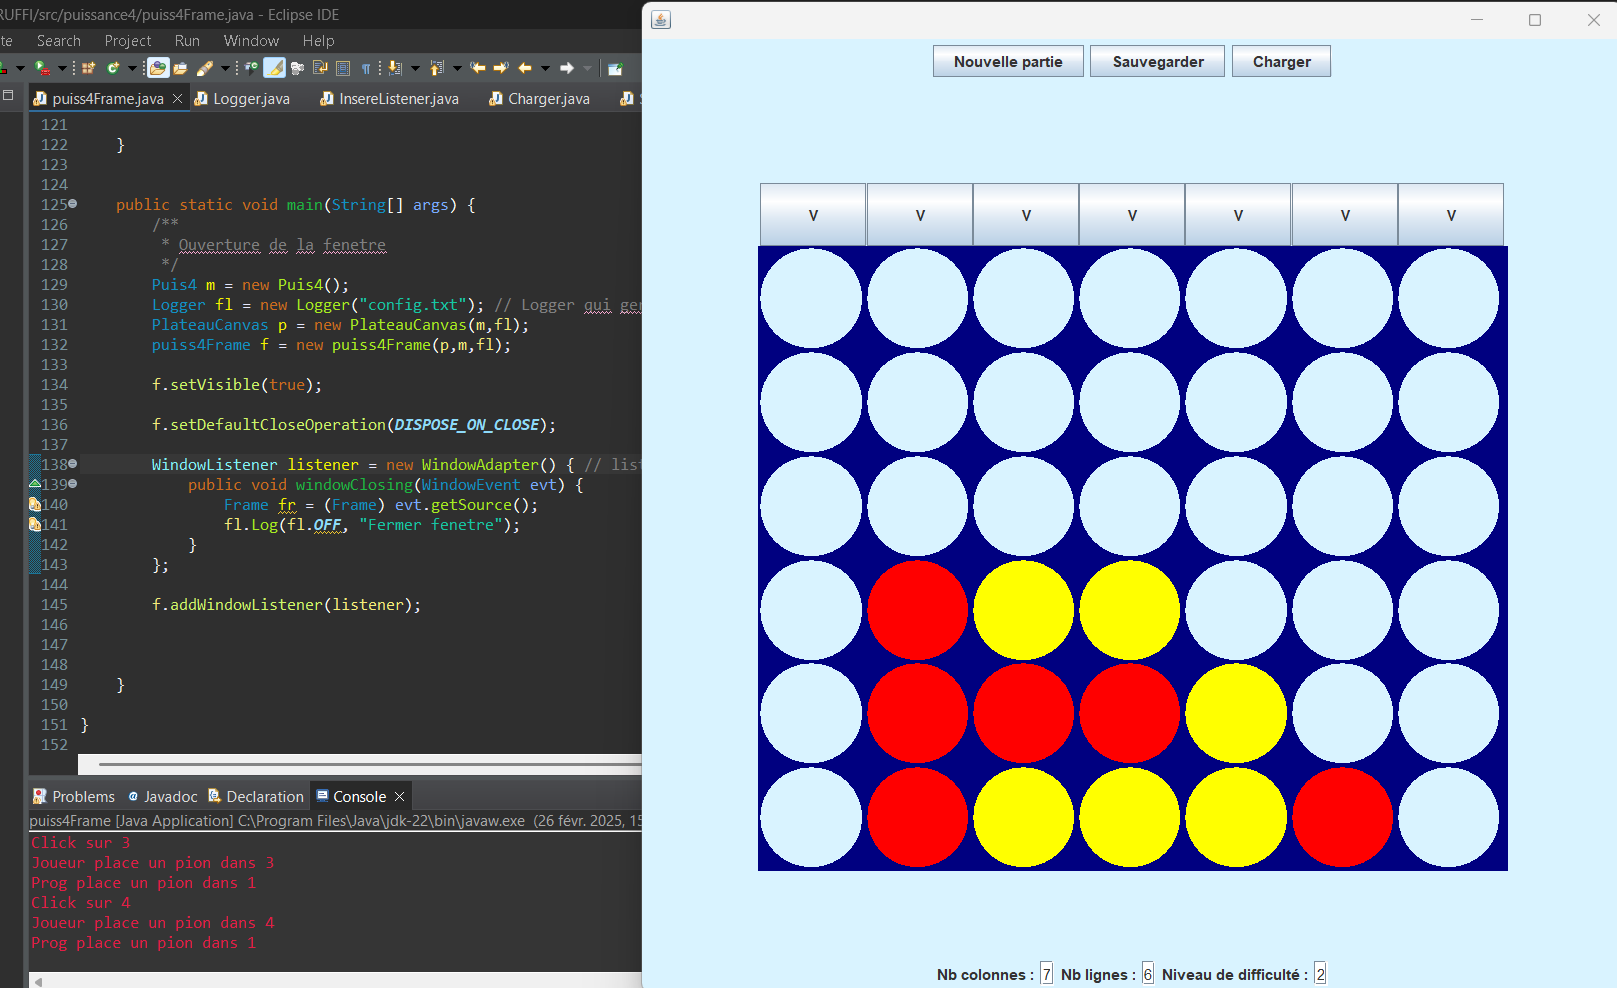 RUFFI/src/puissance4/puiss4Frame.java - Eclipse IDE
te Search Project Run Window Help
puiss4Frame.java Logger.java InsereListener.java Charger.java
121
122 }
123
124
125 public static void main(String[] args) {
126 /**
127 * Ouverture de la fenetre
128 */
129 Puis4 m = new Puis4();
130 Logger fl = new Logger("config.txt"); // Logger qui ger
131 PlateauCanvas p = new PlateauCanvas(m,fl);
132 puiss4Frame f = new puiss4Frame(p,m,fl);
133
134 f.setVisible(true);
135
136 f.setDefaultCloseOperation(DISPOSE_ON_CLOSE);
137
138 WindowListener listener = new WindowAdapter() { // list
139 public void windowClosing(WindowEvent evt) {
140 Frame fr = (Frame) evt.getSource();
141 fl.Log(fl.OFF, "Fermer fenetre");
142 }
143 };
144
145 f.addWindowListener(listener);
146
147
148
149 }
150
151 }
152
Problems Javadoc Declaration Console
puiss4Frame [Java Application] C:\Program Files\Java\jdk-22\bin\javaw.exe (26 févr. 2025, 15
Click sur 3
Joueur place un pion dans 3
Prog place un pion dans 1
Click sur 4
Joueur place un pion dans 4
Prog place un pion dans 1
Nouvelle partie Sauvegarder Charger
V V V V V V V
Nb colonnes : 7 Nb lignes : 6 Niveau de difficulté : 2